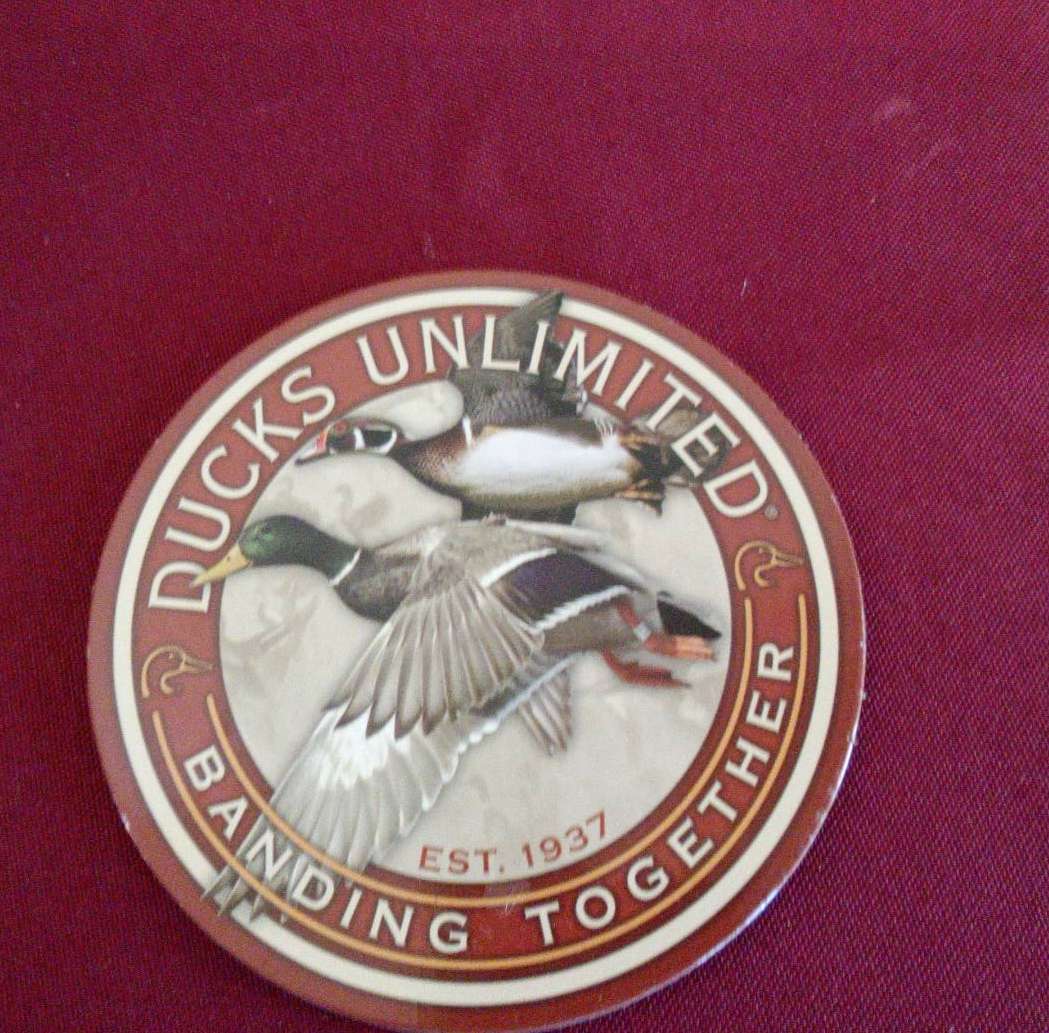 DUCKS UNLIMITED®
EST. 1937
BANDING TOGETHER